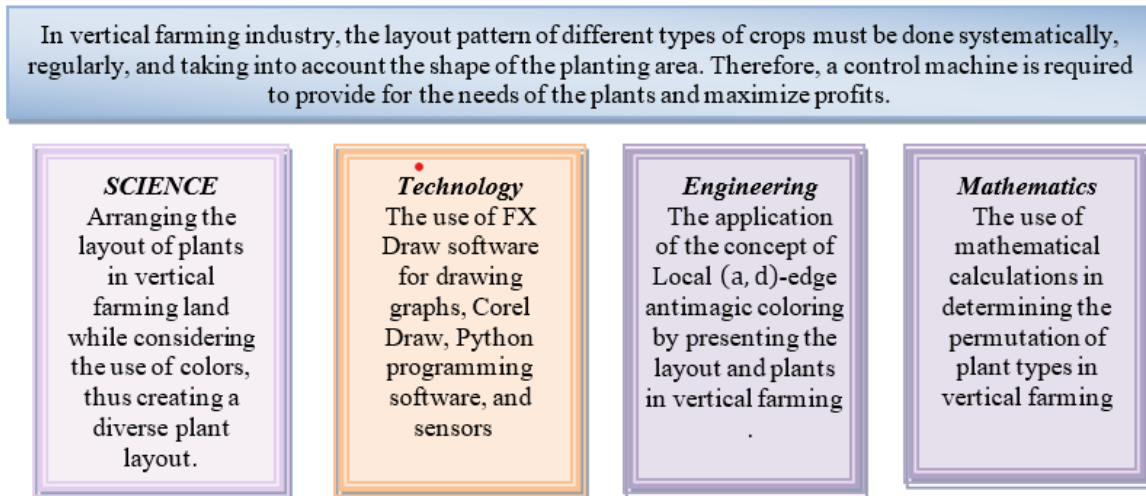 In vertical farming industry, the layout pattern of different types of crops must be done systematically,
regularly, and taking into account the shape of the planting area. Therefore, a control machine is required
to provide for the needs of the plants and maximize profits.
SCIENCE
Arranging the
layout of plants
in vertical
farming land
while considering
the use of colors,
thus creating a
diverse plant
layout.
Technology
The use of FX
Draw software
for drawing
graphs, Corel
Draw, Python
programming
software, and
sensors
Engineering
The application
of the concept of
Local (a, d)-edge
antimagic coloring
by presenting the
layout and plants
in vertical farming
.
Mathematics
The use of
mathematical
calculations in
determining the
permutation of
plant types in
vertical farming